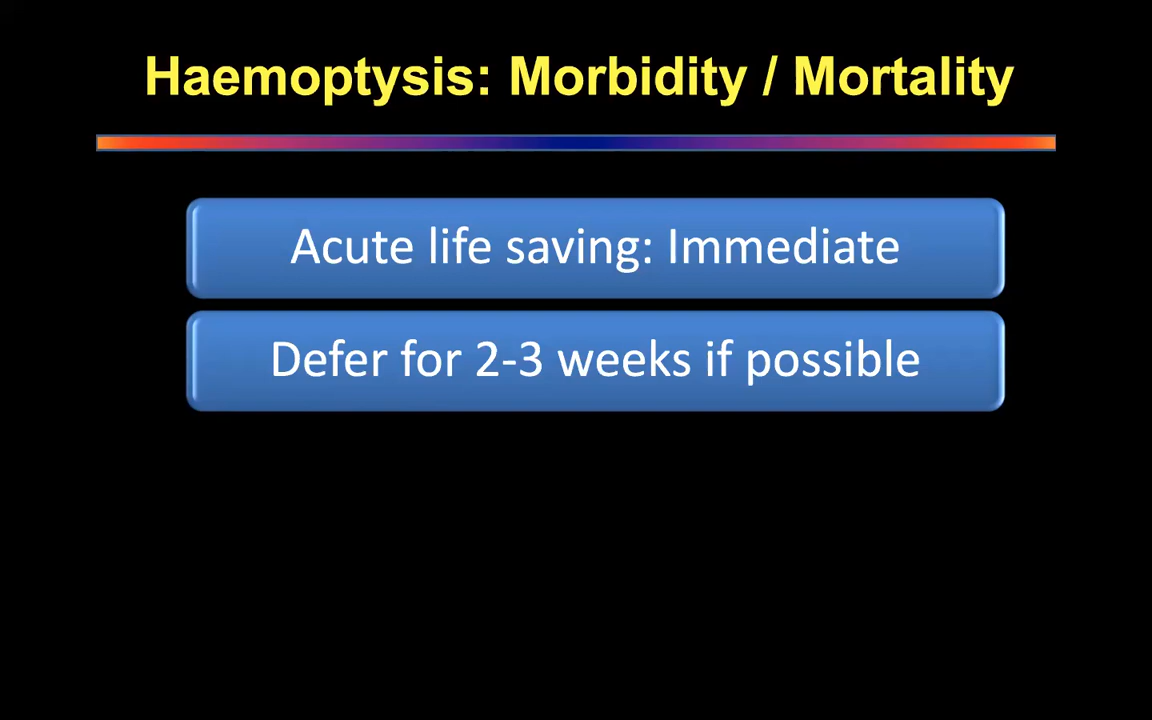 Haemoptysis: Morbidity / Mortality
Acute life saving: Immediate
Defer for 2-3 weeks if possible